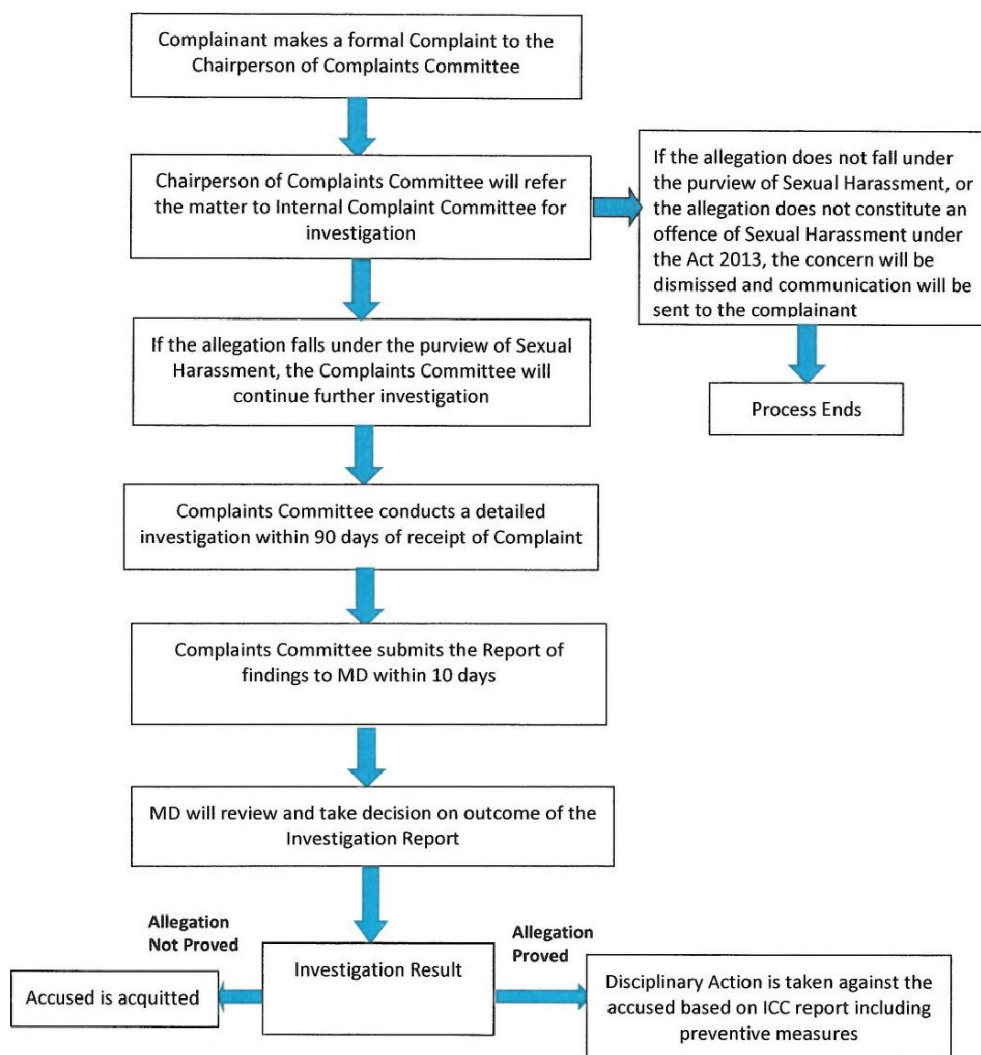 Complainant makes a formal Complaint to the
Chairperson of Complaints Committee
Chairperson of Complaints Committee will refer
the matter to Internal Complaint Committee for
investigation
If the allegation does not fall under
the purview of Sexual Harassment, or
the allegation does not constitute an
offence of Sexual Harassment under
the Act 2013, the concern will be
dismissed and communication will be
sent to the complainant
Process Ends
If the allegation falls under the purview of Sexual
Harassment, the Complaints Committee will
continue further investigation
Complaints Committee conducts a detailed
investigation within 90 days of receipt of Complaint
Complaints Committee submits the Report of
findings to MD within 10 days
MD will review and take decision on outcome of the
Investigation Report
Allegation
Not Proved
Investigation Result
Allegation
Proved
Accused is acquitted
Disciplinary Action is taken against the
accused based on ICC report including
preventive measures